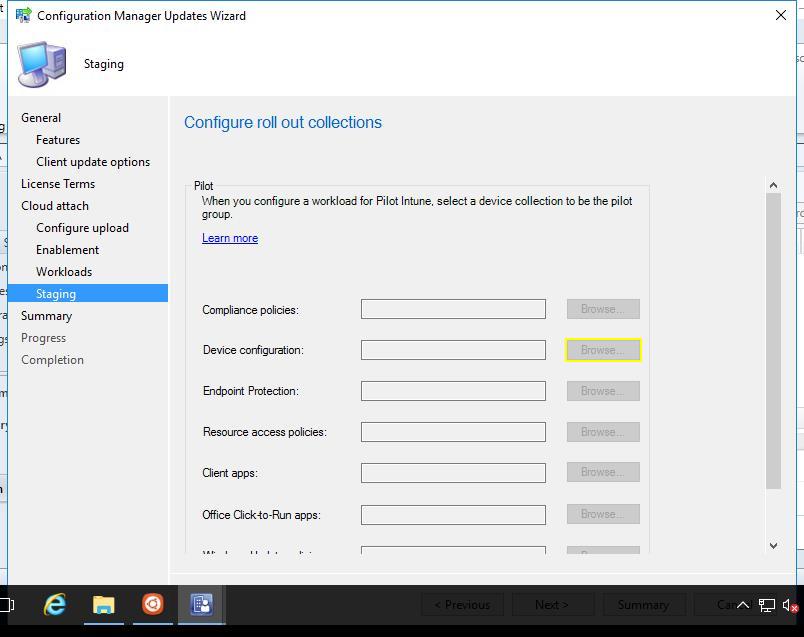 Configuration Manager Updates Wizard
Staging
General
Features
Client update options
License Terms
Cloud attach
Configure upload
Enablement
Workloads
Staging
Summary
Progress
Completion
Configure roll out collections
Pilot
When you configure a workload for Pilot Intune, select a device collection to be the pilot
group.
Learn more
Compliance policies:
Browse...
Device configuration:
Browse...
Endpoint Protection:
Browse...
Resource access policies:
Browse...
Client apps:
Browse...
Office Click-to-Run apps:
Browse...
< Previous
Next >
Summary